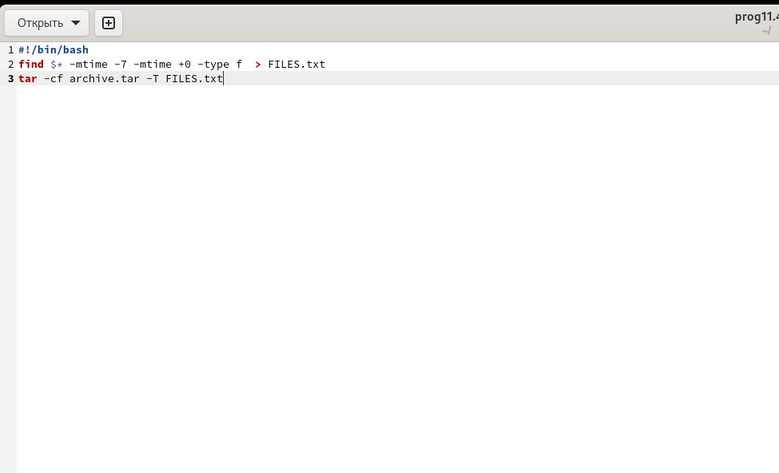 Открыть
prog11.4
~/
1 #!/bin/bash
2 find $* -mtime -7 -mtime +0 -type f  > FILES.txt
3 tar -cf archive.tar -T FILES.txt